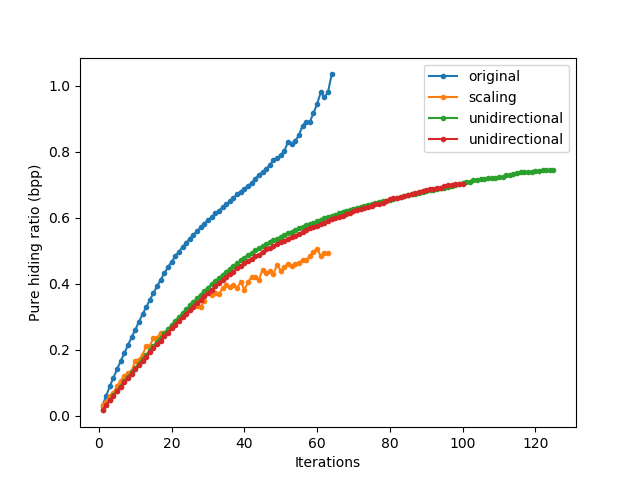 original
scaling
unidirectional
unidirectional
1.0
0.8
0.6
0.4
0.2
0.0
Pure hiding ratio (bpp)
0 20 40 60 80 100 120
Iterations